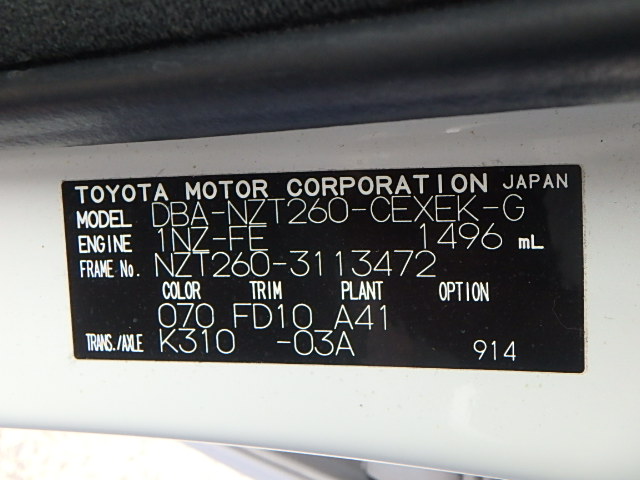 TOYOTA MOTOR CORPORATION JAPAN
MODEL DBA-NZT260-CEXEK-G
ENGINE 1NZ-FE 1496 mL
FRAME No. NZT260-3113472
COLOR TRIM PLANT OPTION
070 FD10 A41
TRANS./AXLE K310 -03A 914